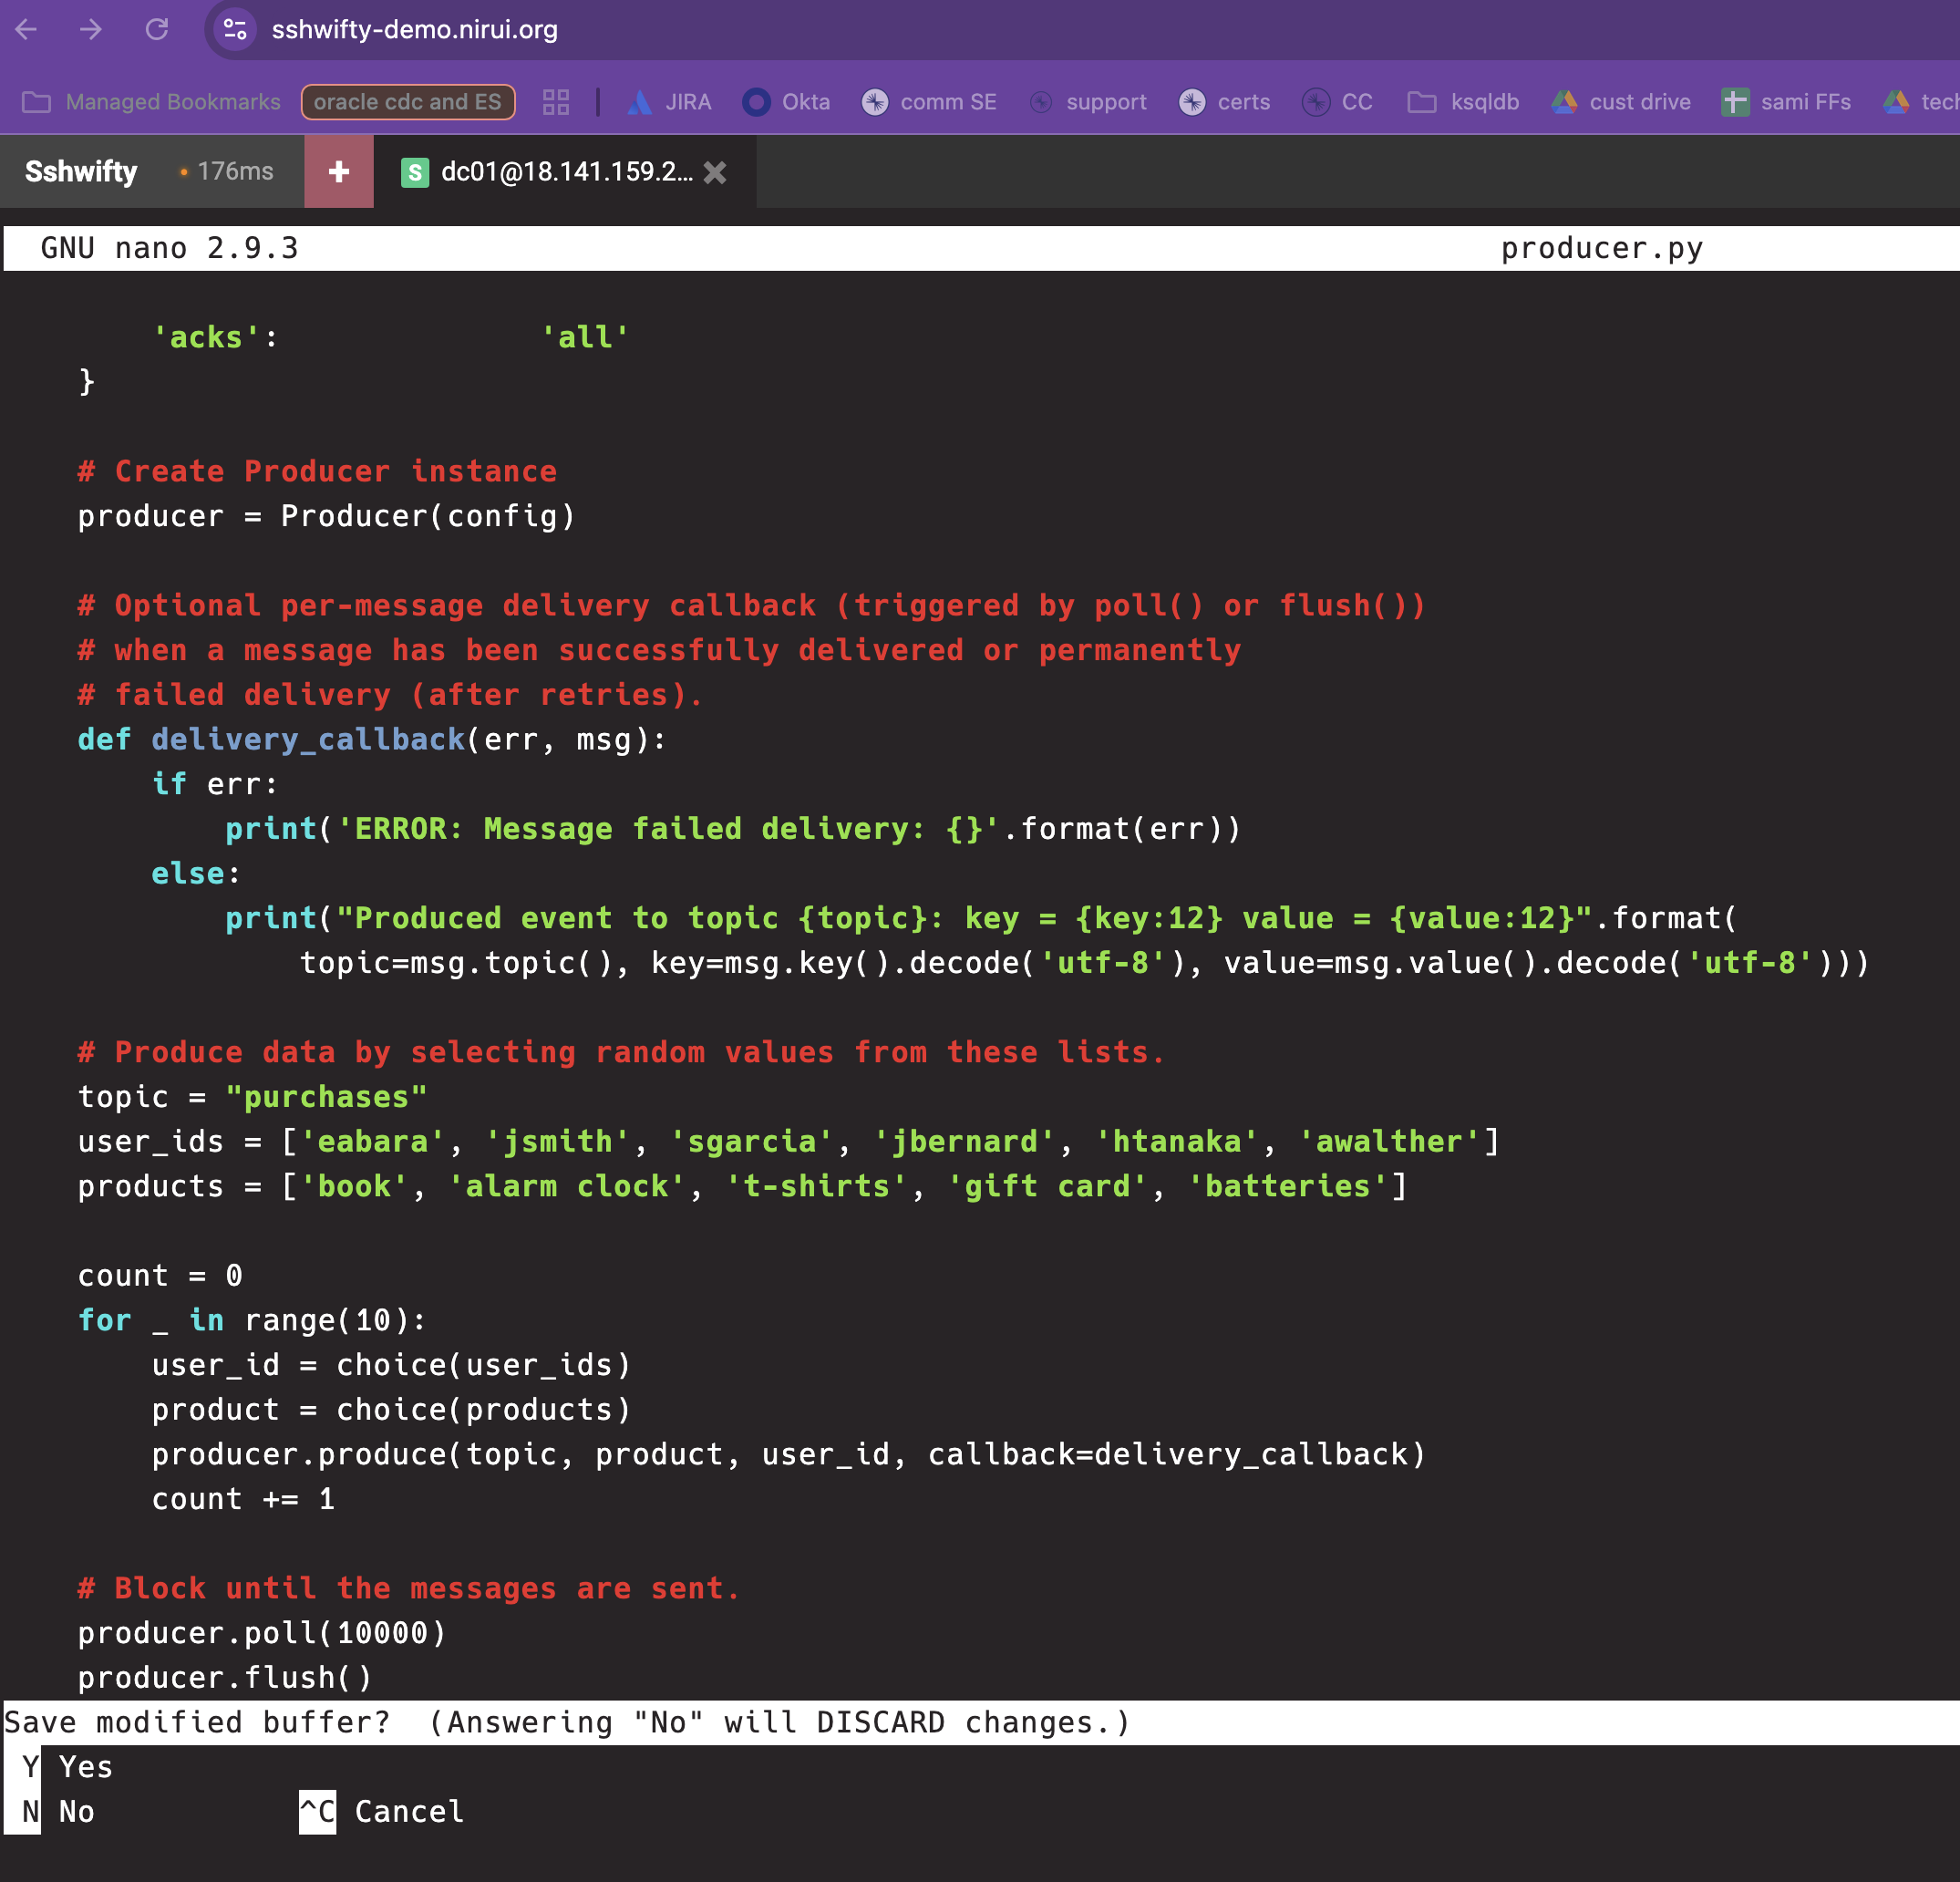 sshwifty-demo.nirui.org
Managed Bookmarks oracle cdc and ES JIRA Okta comm SE support certs CC ksqldb cust drive sami FFs tech
Sshwifty 176ms + S dc01@18.141.159.2...
GNU nano 2.9.3 producer.py
'acks': 'all'
}
# Create Producer instance
producer = Producer(config)
# Optional per-message delivery callback (triggered by poll() or flush())
# when a message has been successfully delivered or permanently
# failed delivery (after retries).
def delivery_callback(err, msg):
if err:
print('ERROR: Message failed delivery: {}'.format(err))
else:
print("Produced event to topic {topic}: key = {key:12} value = {value:12}".format(
topic=msg.topic(), key=msg.key().decode('utf-8'), value=msg.value().decode('utf-8')))
# Produce data by selecting random values from these lists.
topic = "purchases"
user_ids = ['eabara', 'jsmith', 'sgarcia', 'jbernard', 'htanaka', 'awalther']
products = ['book', 'alarm clock', 't-shirts', 'gift card', 'batteries']
count = 0
for _ in range(10):
user_id = choice(user_ids)
product = choice(products)
producer.produce(topic, product, user_id, callback=delivery_callback)
count += 1
# Block until the messages are sent.
producer.poll(10000)
producer.flush()
Save modified buffer? (Answering "No" will DISCARD changes.)
Y Yes
N No ^C Cancel